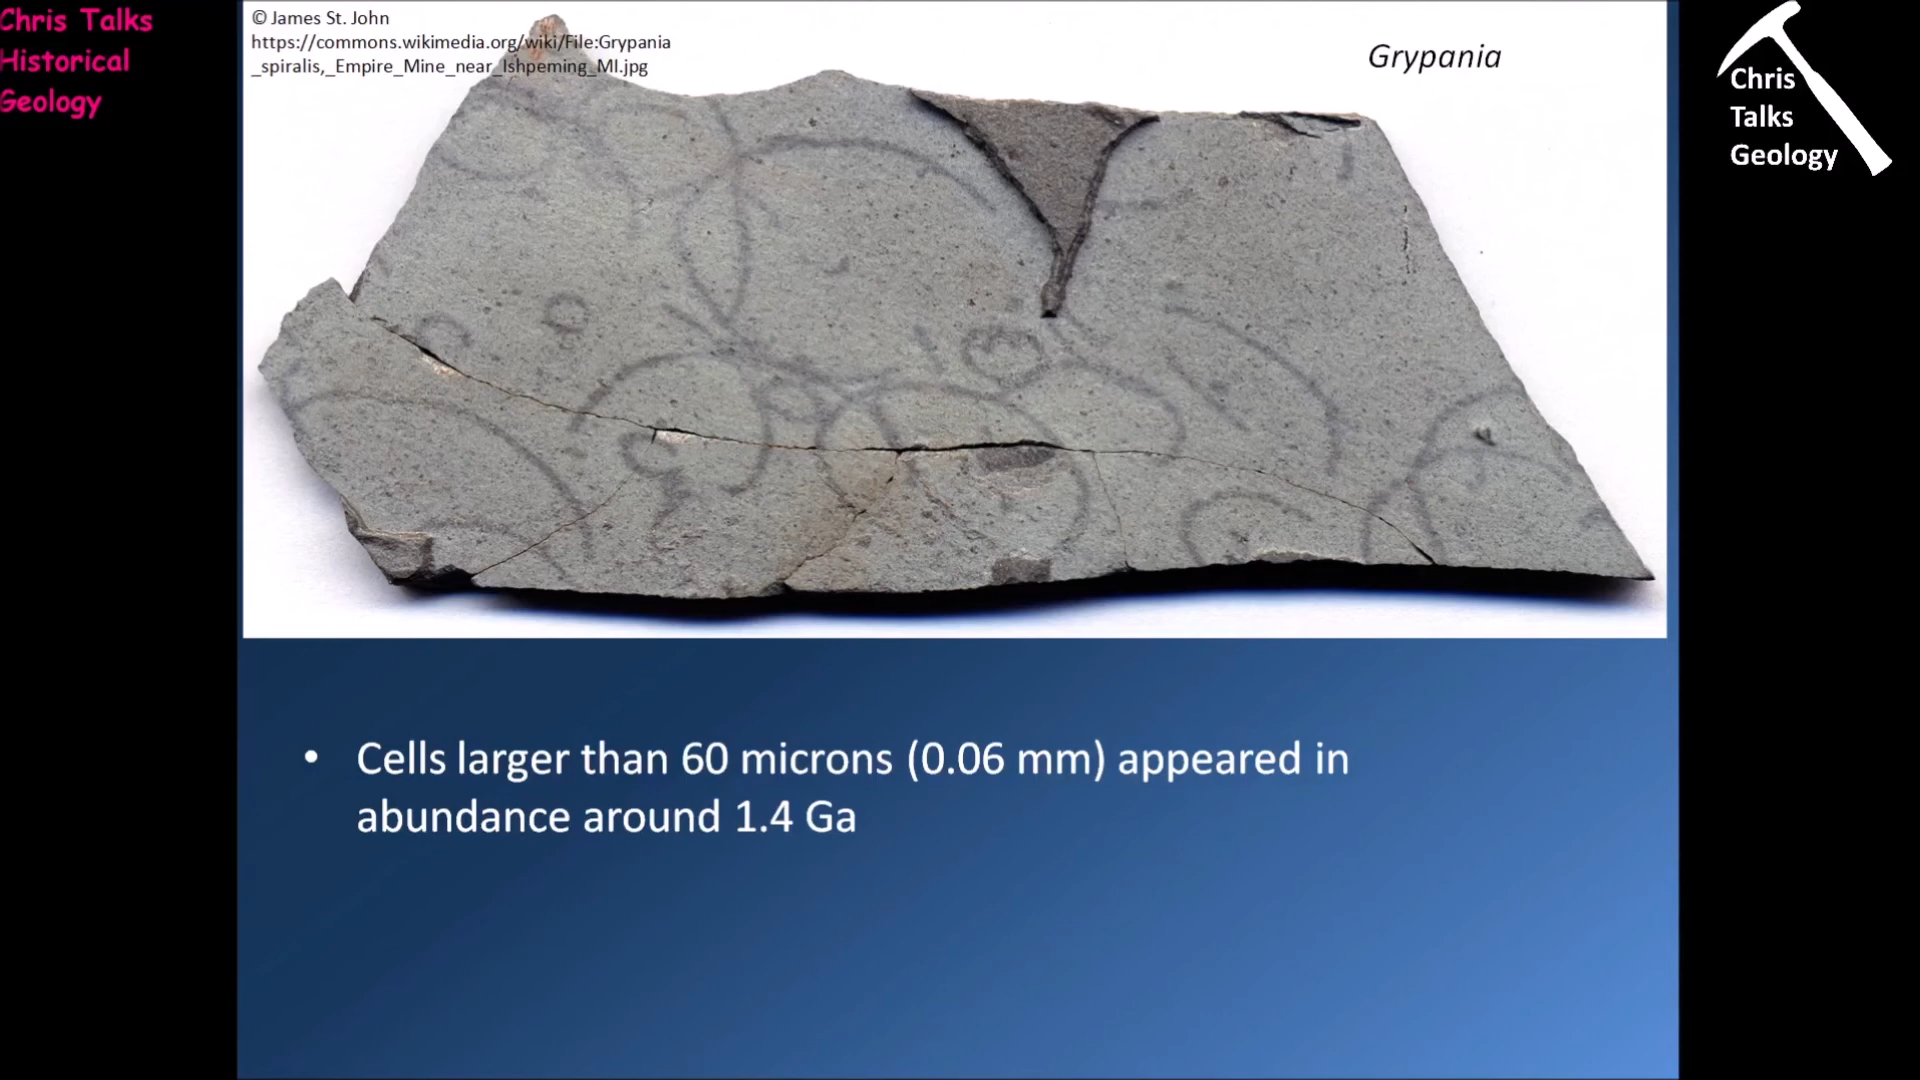 Chris Talks
Historical
Geology
© James St. John
https://commons.wikimedia.org/wiki/File:Grypania
_spiralis,_Empire_Mine_near_Ishpeming_MI.jpg
Grypania
Chris
Talks
Geology
• Cells larger than 60 microns (0.06 mm) appeared in
abundance around 1.4 Ga